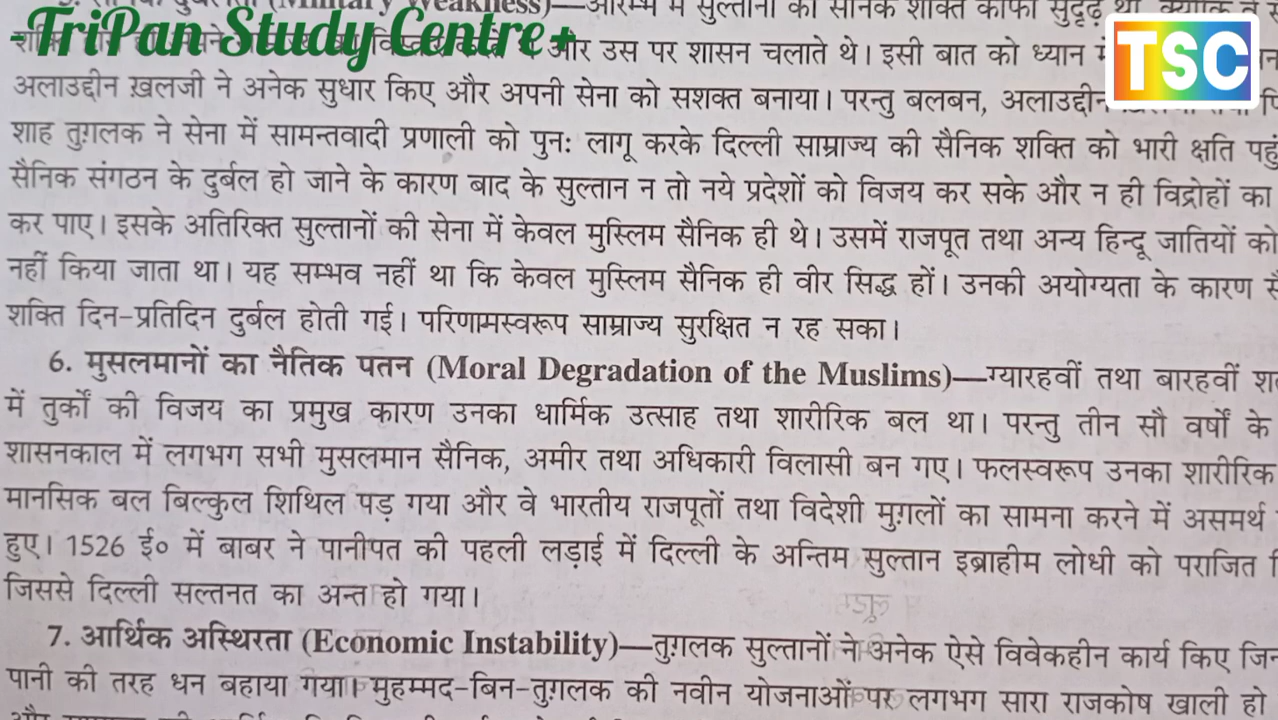 (Military Weakness)—आरम्भ में सुल्तानों की सैनिक शक्ति काफी सुदृढ़ थी, क्योंकि वे
-TriPan Study Centre+
TSC
और उस पर शासन चलाते थे। इसी बात को ध्यान
अलाउद्दीन ख़लजी ने अनेक सुधार किए और अपनी सेना को सशक्त बनाया। परन्तु बलबन, अलाउद्दीन
शाह तुग़लक ने सेना में सामन्तवादी प्रणाली को पुनः लागू करके दिल्ली साम्राज्य की सैनिक शक्ति को भारी क्षति
सैनिक संगठन के दुर्बल हो जाने के कारण बाद के सुल्तान न तो नये प्रदेशों को विजय कर सके और न ही विद्रोहों का
कर पाए। इसके अतिरिक्त सुल्तानों की सेना में केवल मुस्लिम सैनिक ही थे। उसमें राजपूत तथा अन्य हिन्दू जातियों को
नहीं किया जाता था। यह सम्भव नहीं था कि केवल मुस्लिम सैनिक ही वीर सिद्ध हों। उनकी अयोग्यता के कारण
शक्ति दिन-प्रतिदिन दुर्बल होती गई। परिणामस्वरूप साम्राज्य सुरक्षित न रह सका।
6. मुसलमानों का नैतिक पतन (Moral Degradation of the Muslims)—ग्यारहवीं तथा बारहवीं
में तुर्कों की विजय का प्रमुख कारण उनका धार्मिक उत्साह तथा शारीरिक बल था। परन्तु तीन सौ वर्षों के
शासनकाल में लगभग सभी मुसलमान सैनिक, अमीर तथा अधिकारी विलासी बन गए। फलस्वरूप उनका शारीरिक
मानसिक बल बिल्कुल शिथिल पड़ गया और वे भारतीय राजपूतों तथा विदेशी मुग़लों का सामना करने में असमर्थ
हुए। 1526 ई० में बाबर ने पानीपत की पहली लड़ाई में दिल्ली के अन्तिम सुल्तान इब्राहीम लोधी को पराजित
जिससे दिल्ली सल्तनत का अन्त हो गया।
7. आर्थिक अस्थिरता (Economic Instability)—तुग़लक सुल्तानों ने अनेक ऐसे विवेकहीन कार्य किए
पानी की तरह धन बहाया गया। मुहम्मद-बिन-तुग़लक की नवीन योजनाओं पर लगभग सारा राजकोष खाली हो